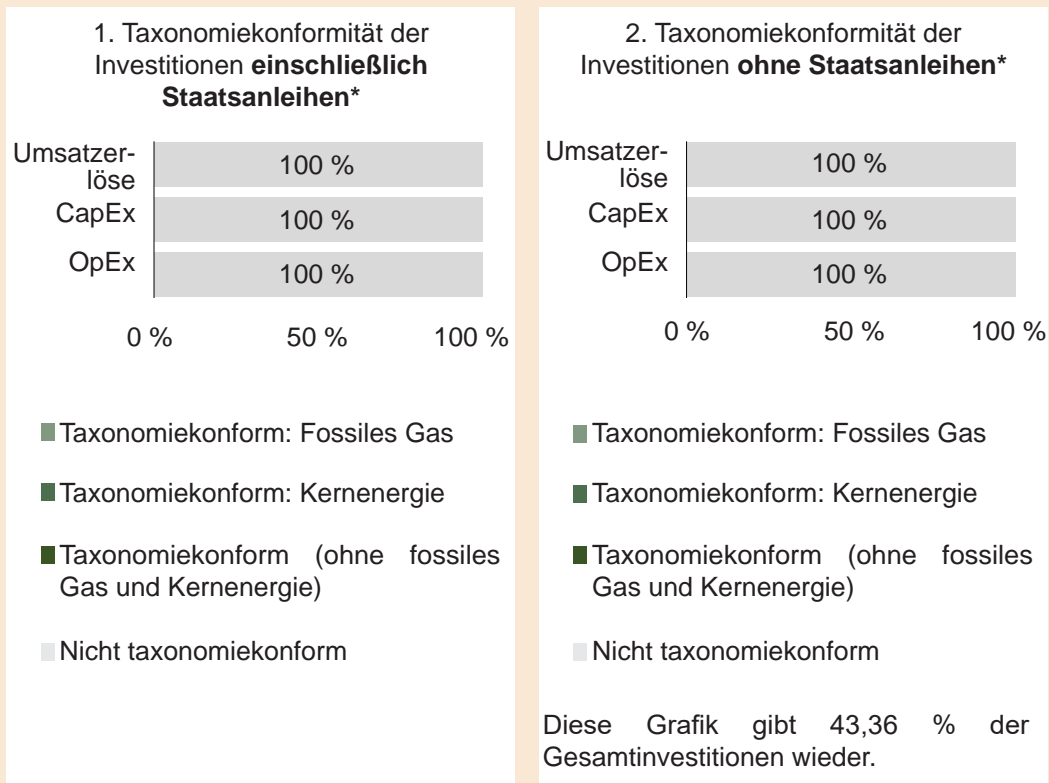 1. Taxonomiekonformität der
Investitionen einschließlich
Staatsanleihen*
Umsatzer-
löse
100 %
CapEx
100 %
OpEx
100 %
0 % 50 % 100 %
Taxonomiekonform: Fossiles Gas
Taxonomiekonform: Kernenergie
Taxonomiekonform (ohne fossiles
Gas und Kernenergie)
Nicht taxonomiekonform
2. Taxonomiekonformität der
Investitionen ohne Staatsanleihen*
Umsatzer-
löse
100 %
CapEx
100 %
OpEx
100 %
0 % 50 % 100 %
Taxonomiekonform: Fossiles Gas
Taxonomiekonform: Kernenergie
Taxonomiekonform (ohne fossiles
Gas und Kernenergie)
Nicht taxonomiekonform
Diese Grafik gibt 43,36 % der
Gesamtinvestitionen wieder.